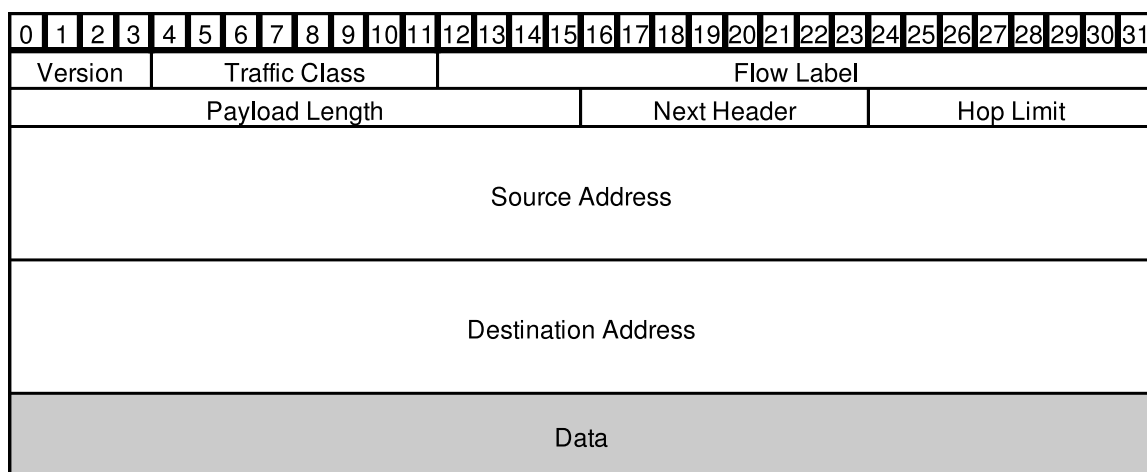 0 1 2 3 4 5 6 7 8 9 10 11 12 13 14 15 16 17 18 19 20 21 22 23 24 25 26 27 28 29 30 31
Version Traffic Class Flow Label
Payload Length Next Header Hop Limit
Source Address
Destination Address
Data